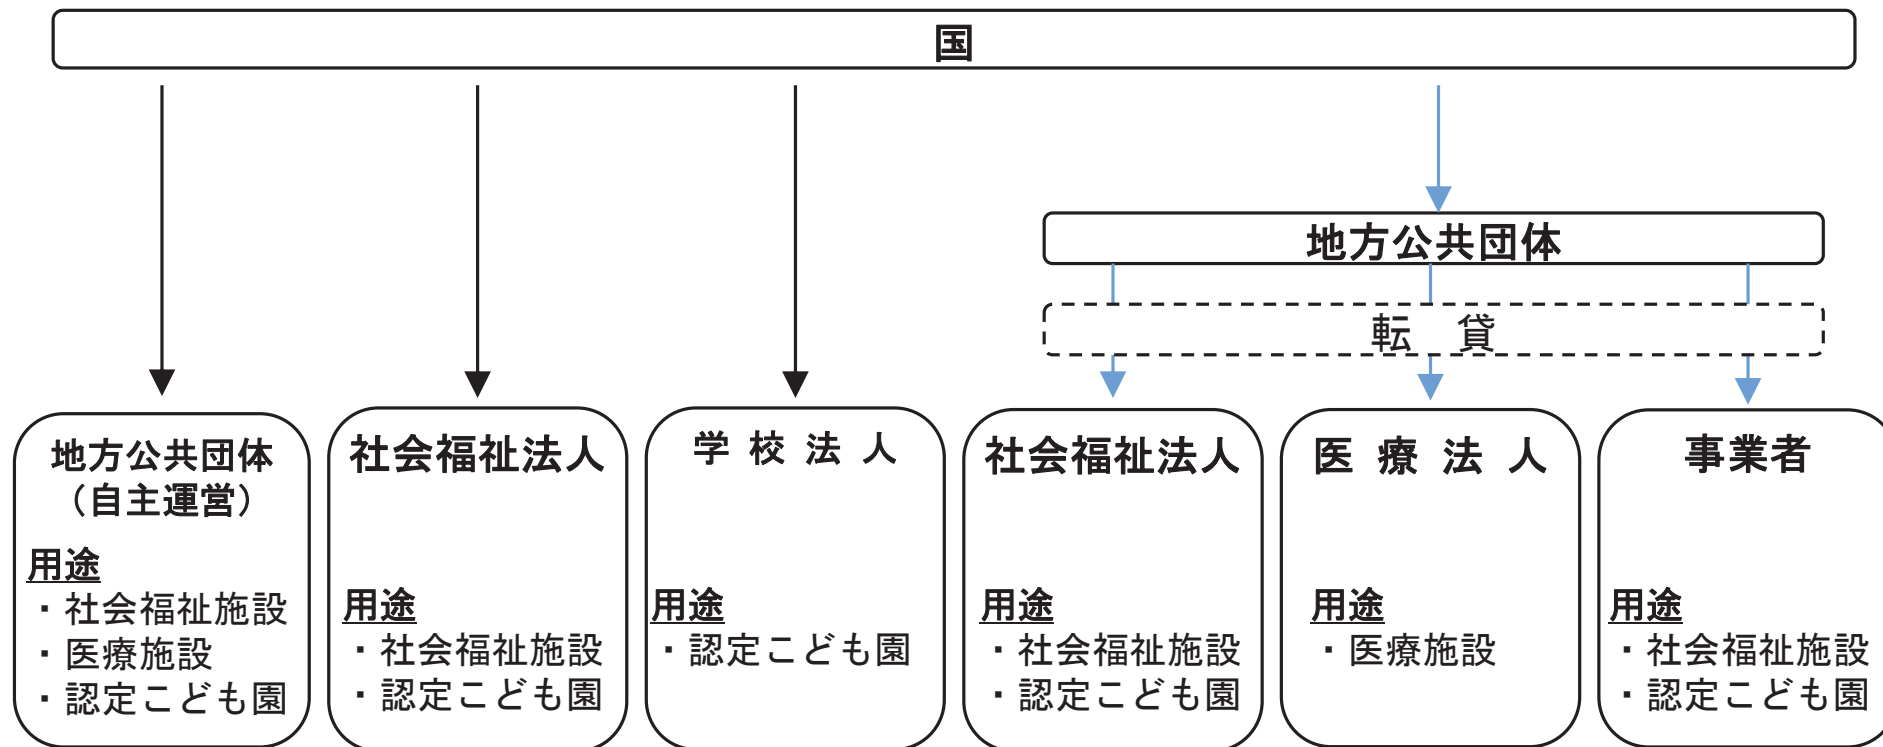 国
地方公共団体
転 貸
地方公共団体
（自主運営）
用途
・社会福祉施設
・医療施設
・認定こども園
社会福祉法人
用途
・社会福祉施設
・認定こども園
学 校 法 人
用途
・認定こども園
社会福祉法人
用途
・社会福祉施設
・認定こども園
医 療 法 人
用途
・医療施設
事業者
用途
・社会福祉施設
・認定こども園